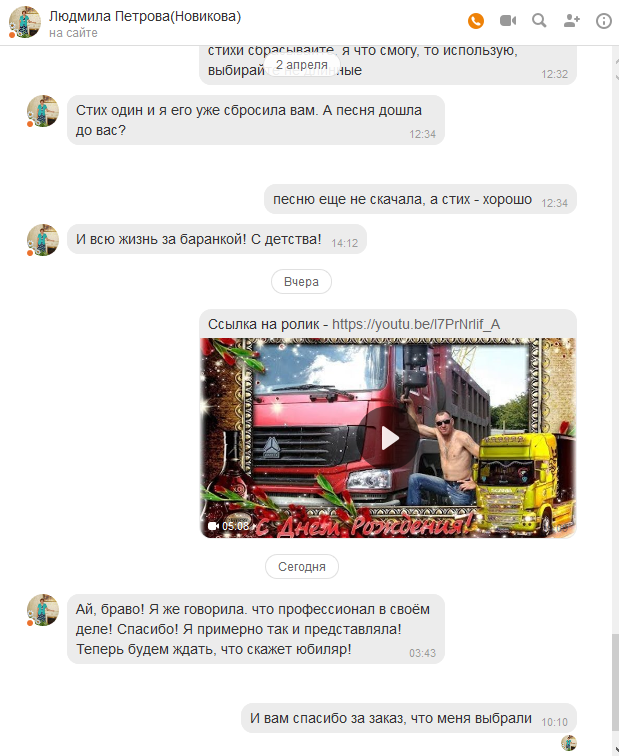 Людмила Петрова(Новикова)
на сайте
стихи сбрасывайте, я что смогу, то использую,
2 апреля
выбирайте не длинные
12:32
Стих один и я его уже сбросила вам. А песня дошла
до вас?
12:34
песню еще не скачала, а стих - хорошо
12:34
И всю жизнь за баранкой! С детства!
14:12
Вчера
Ссылка на ролик - https://youtu.be/l7PrNrlif_A
С Днем Рождения!
05:08
Сегодня
Ай, браво! Я же говорила. что профессионал в своём
деле! Спасибо! Я примерно так и представляла!
Теперь будем ждать, что скажет юбиляр!
03:43
И вам спасибо за заказ, что меня выбрали
10:10